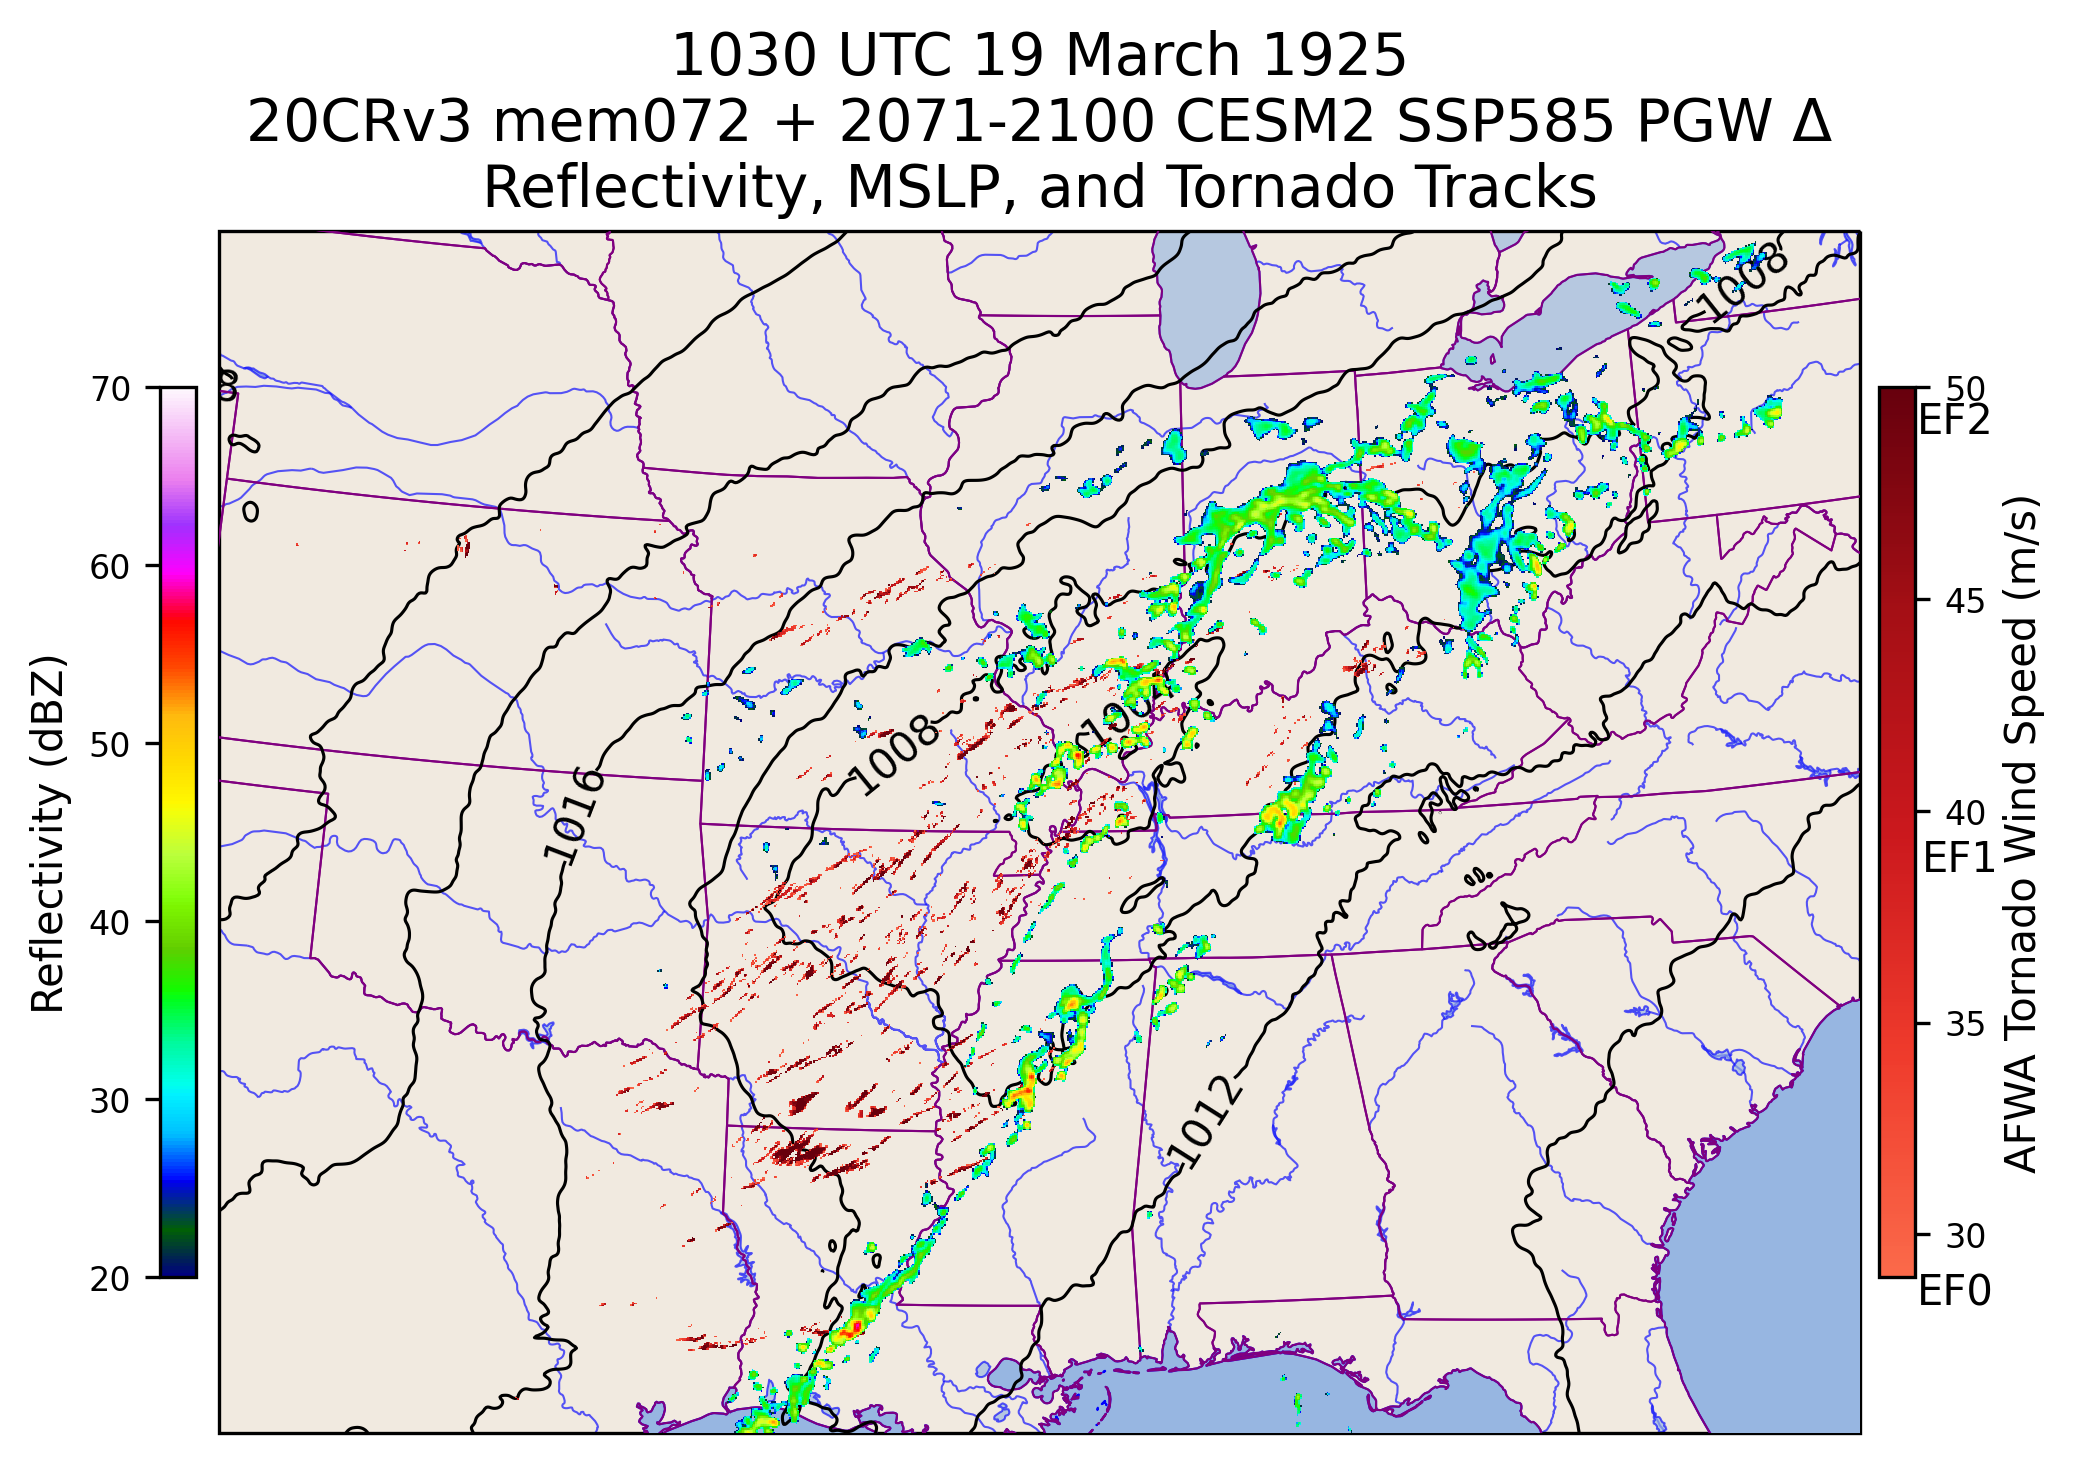 1030 UTC 19 March 1925
20CRv3 mem072 + 2071-2100 CESM2 SSP585 PGW Δ
Reflectivity, MSLP, and Tornado Tracks
70
60
50
40
30
20
Reflectivity (dBZ)
1008
1008
1016
1012
50
EF2
45
40
EF1
35
30
EF0
AFWA Tornado Wind Speed (m/s)